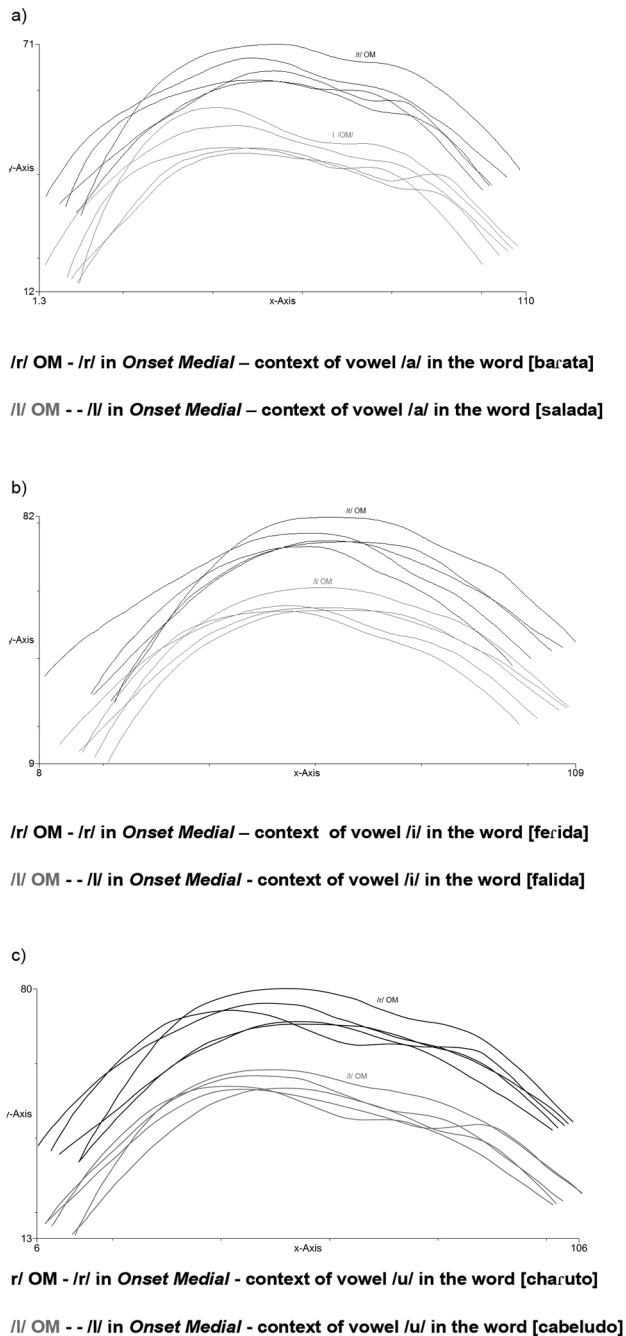 a)
71
/r/ OM
l /OM/
y-Axis
12
1.3
x-Axis
110
/r/ OM - /r/ in Onset Medial – context of vowel /a/ in the word [baɾata]
/l/ OM - - /l/ in Onset Medial – context of vowel /a/ in the word [salada]
b)
82
/r/ OM
/l/ OM
y-Axis
9
8
x-Axis
109
/r/ OM - /r/ in Onset Medial – context of vowel /i/ in the word [feɾida]
/l/ OM - - /l/ in Onset Medial - context of vowel /i/ in the word [falida]
c)
80
/r/ OM
/l/ OM
y-Axis
13
6
x-Axis
106
r/ OM - /r/ in Onset Medial - context of vowel /u/ in the word [chaɾuto]
/l/ OM - - /l/ in Onset Medial - context of vowel /u/ in the word [cabeludo]